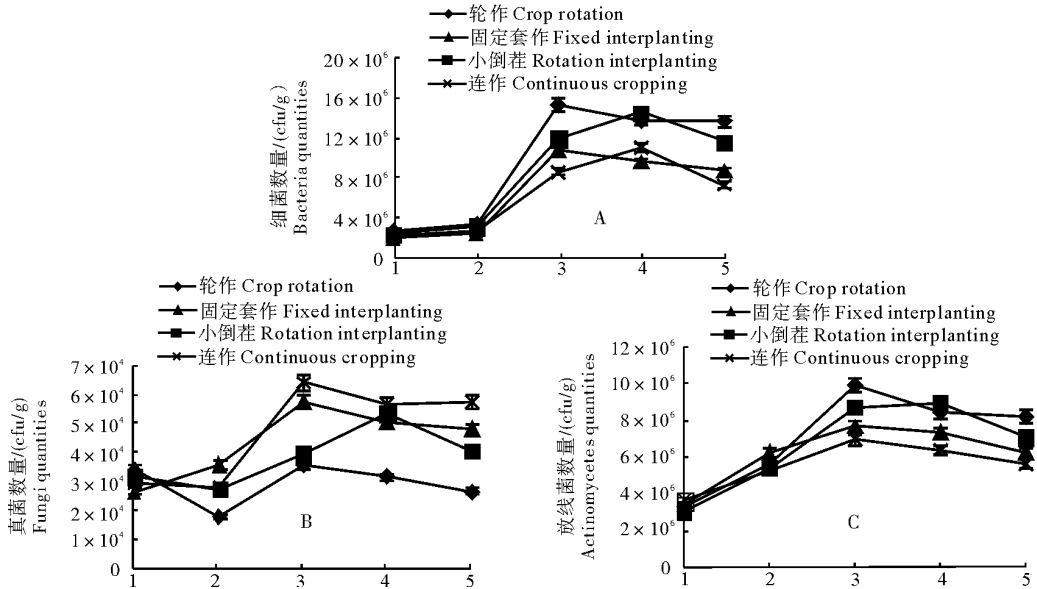 轮作 Crop rotation
固定套作 Fixed interplanting
小倒茬 Rotation interplanting
连作 Continuous cropping
细菌数量/(cfu/g)
Bacteria quantities
20×10⁶
16×10⁶
12×10⁶
8×10⁶
4×10⁶
0
A
1 2 3 4 5
轮作 Crop rotation
固定套作 Fixed interplanting
小倒茬 Rotation interplanting
连作 Continuous cropping
真菌数量/(cfu/g)
Fungi quantities
7×10⁴
6×10⁴
5×10⁴
4×10⁴
3×10⁴
2×10⁴
1×10⁴
0
B
1 2 3 4 5
轮作 Crop rotation
固定套作 Fixed interplanting
小倒茬 Rotation interplanting
连作 Continuous cropping
放线菌数量/(cfu/g)
Actinomycetes quantities
12×10⁶
10×10⁶
8×10⁶
6×10⁶
4×10⁶
2×10⁶
0
C
1 2 3 4 5